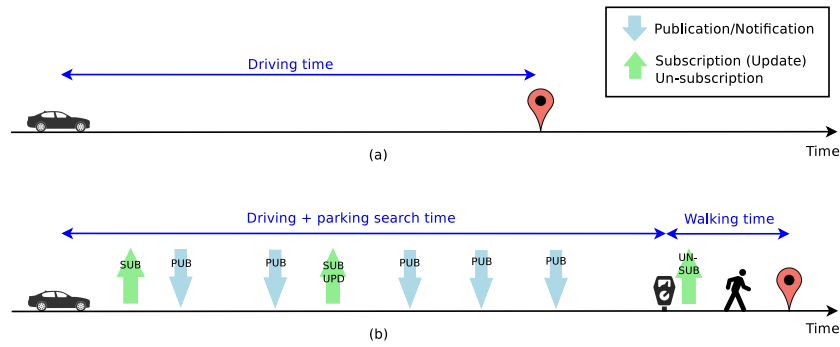 Publication/Notification
Subscription (Update)
Un-subscription
Driving time
Time
(a)
Driving + parking search time
Walking time
SUB
PUB
PUB
SUB
UPD
PUB
PUB
PUB
UN-
SUB
Time
(b)